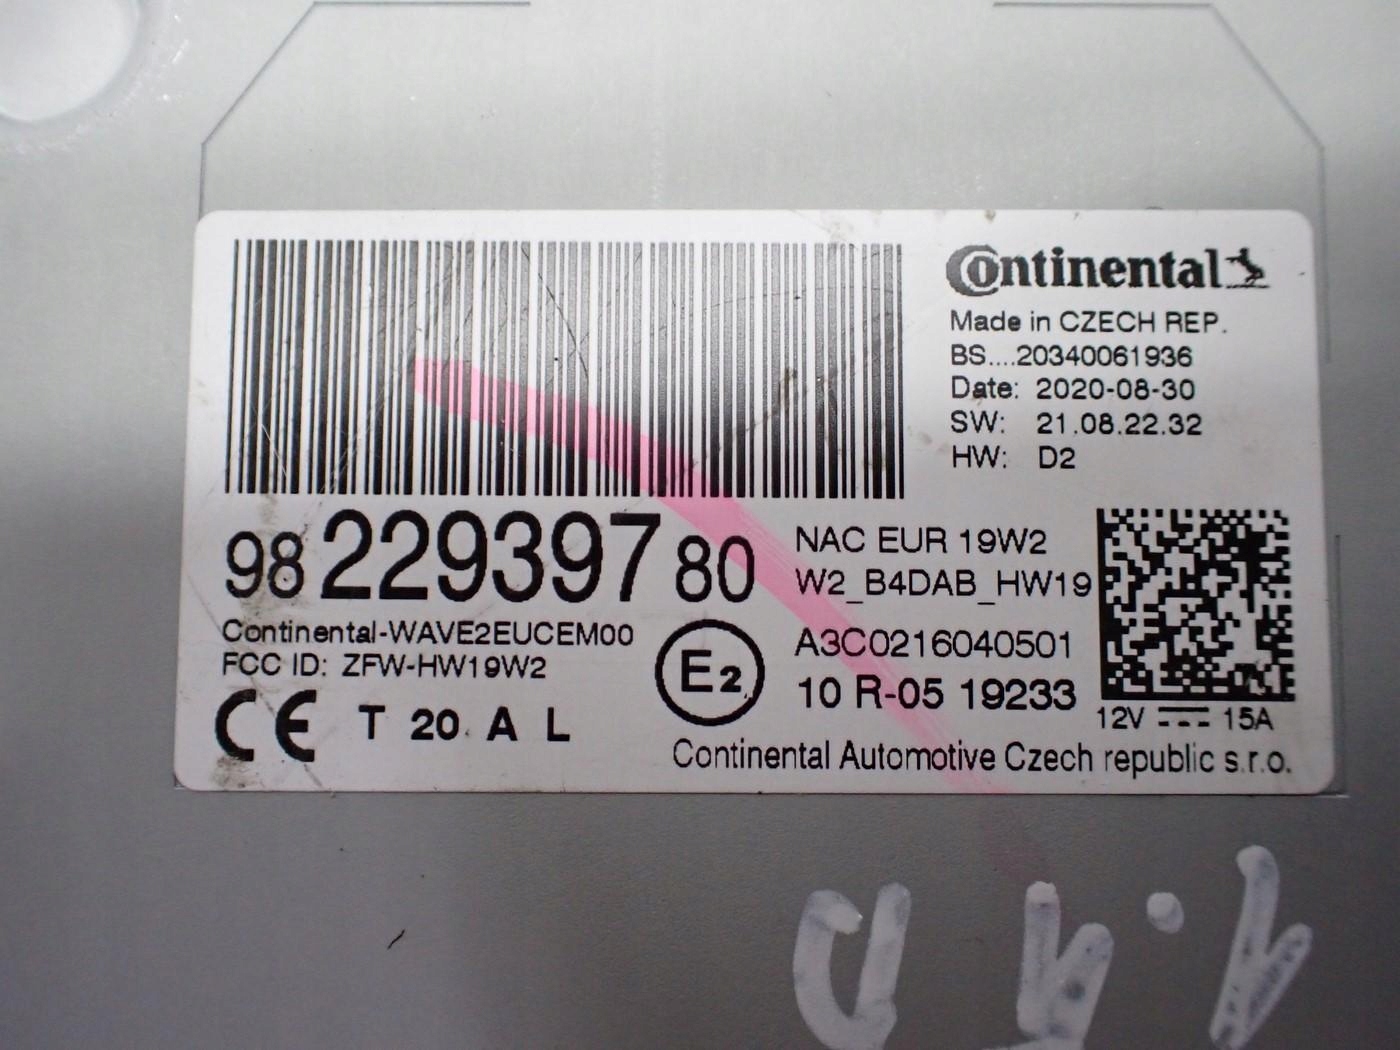 Continental
Made in CZECH REP.
BS....20340061936
Date: 2020-08-30
SW: 21.08.22.32
HW: D2
98 22939780
NAC EUR 19W2
W2_B4DAB_HW19
Continental-WAVE2EUCEM00
FCC ID: ZFW-HW19W2
E2
A3C0216040501
10 R-05 19233
CE T 20 A L
12V 15A
Continental Automotive Czech republic s.r.o.